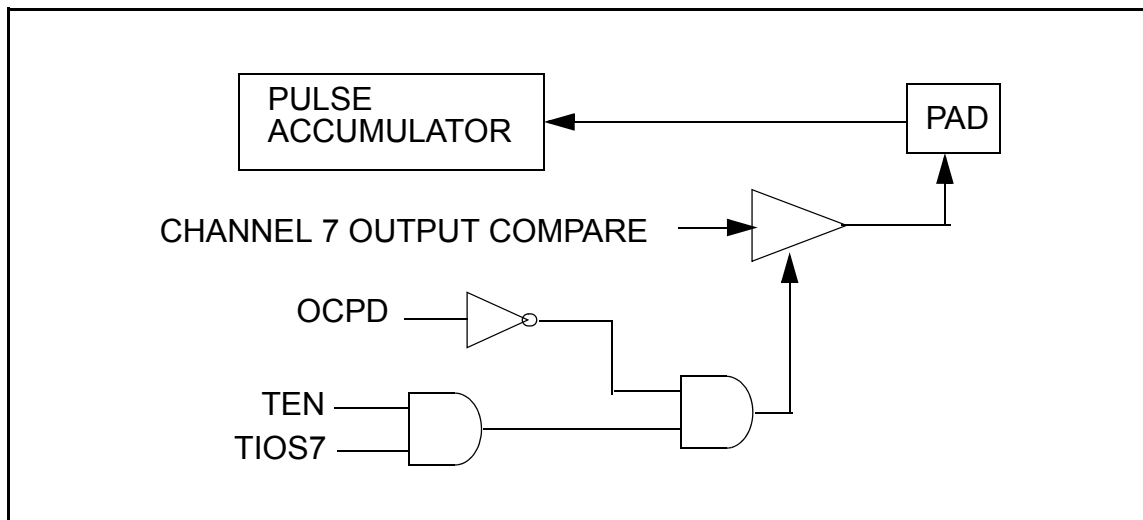 PULSE
ACCUMULATOR
PAD
CHANNEL 7 OUTPUT COMPARE
OCPD
TEN
TIOS7